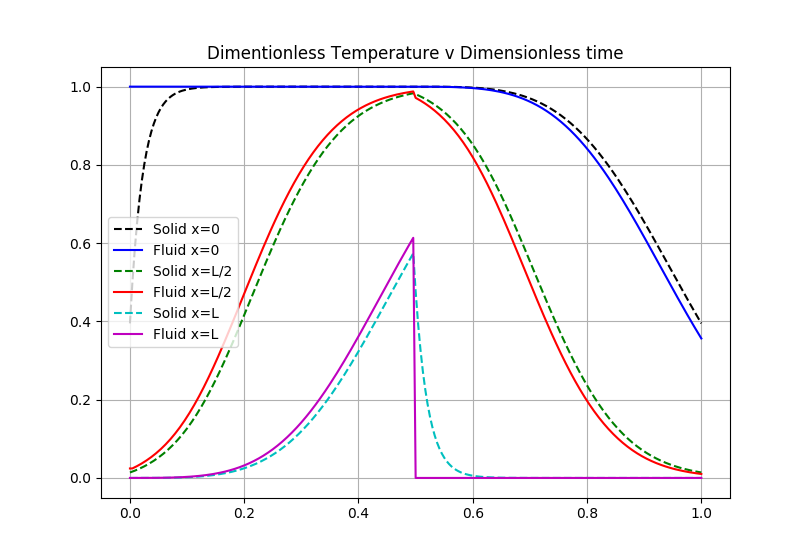 Dimentionless Temperature v Dimensionless time
1.0
0.8
0.6
0.4
0.2
0.0
Solid x=0
Fluid x=0
Solid x=L/2
Fluid x=L/2
Solid x=L
Fluid x=L
0.0 0.2 0.4 0.6 0.8 1.0